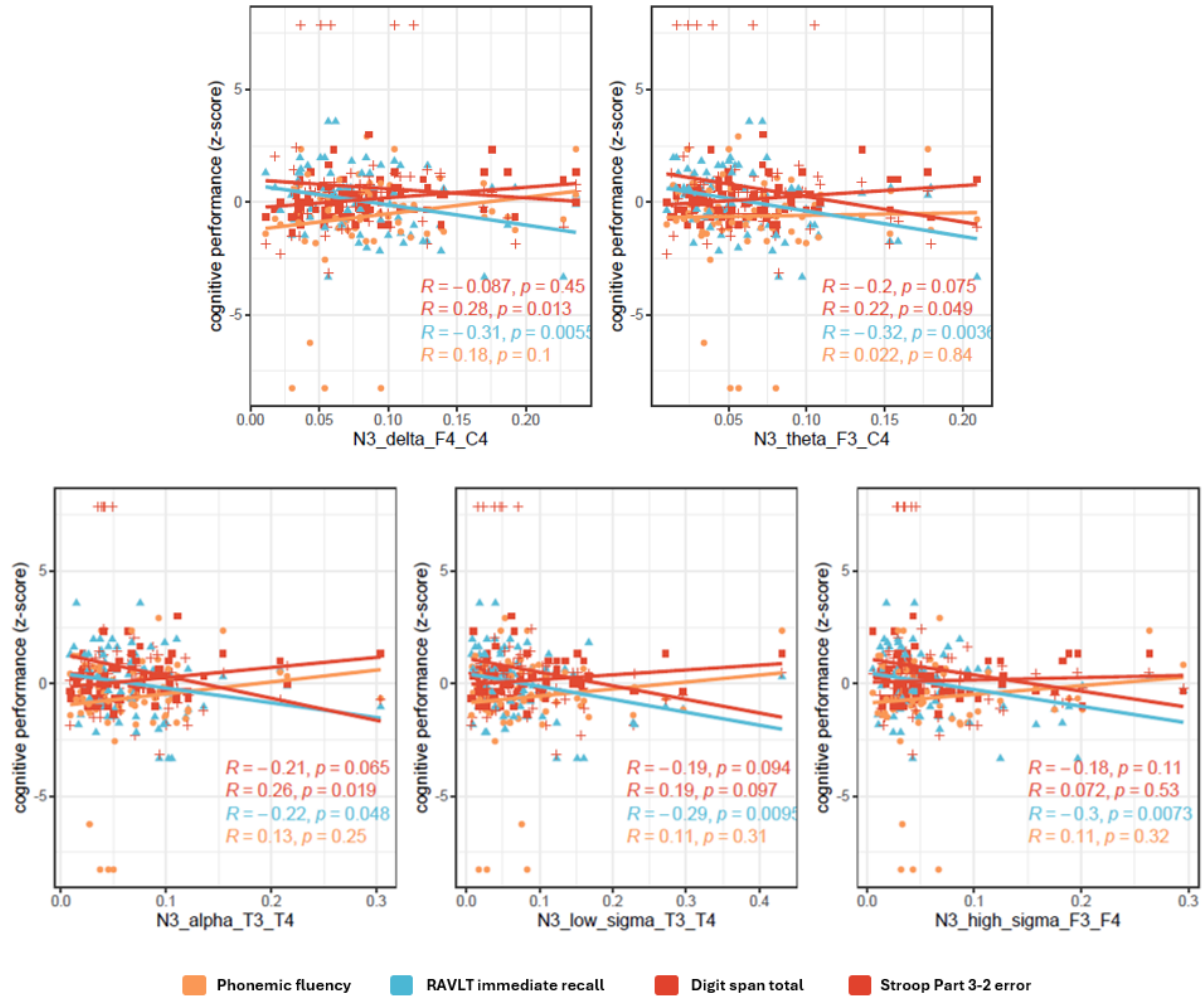 cognitive performance (z-score)
5
0
-5
R = −0.087, p = 0.45
R = 0.28, p = 0.013
R = −0.31, p = 0.0055
R = 0.18, p = 0.1
0.00 0.05 0.10 0.15 0.20
N3_delta_F4_C4
cognitive performance (z-score)
5
0
-5
R = −0.2, p = 0.075
R = 0.22, p = 0.049
R = −0.32, p = 0.0036
R = 0.022, p = 0.84
0.05 0.10 0.15 0.20
N3_theta_F3_C4
cognitive performance (z-score)
5
0
-5
R = −0.21, p = 0.065
R = 0.26, p = 0.019
R = −0.22, p = 0.048
R = 0.13, p = 0.25
0.0 0.1 0.2 0.3
N3_alpha_T3_T4
cognitive performance (z-score)
5
0
-5
R = −0.19, p = 0.094
R = 0.19, p = 0.097
R = −0.29, p = 0.0095
R = 0.11, p = 0.31
0.0 0.1 0.2 0.3 0.4
N3_low_sigma_T3_T4
cognitive performance (z-score)
5
0
-5
R = −0.18, p = 0.11
R = 0.072, p = 0.53
R = −0.3, p = 0.0073
R = 0.11, p = 0.32
0.0 0.1 0.2 0.3
N3_high_sigma_F3_F4
Phonemic fluency RAVLT immediate recall Digit span total Stroop Part 3-2 error